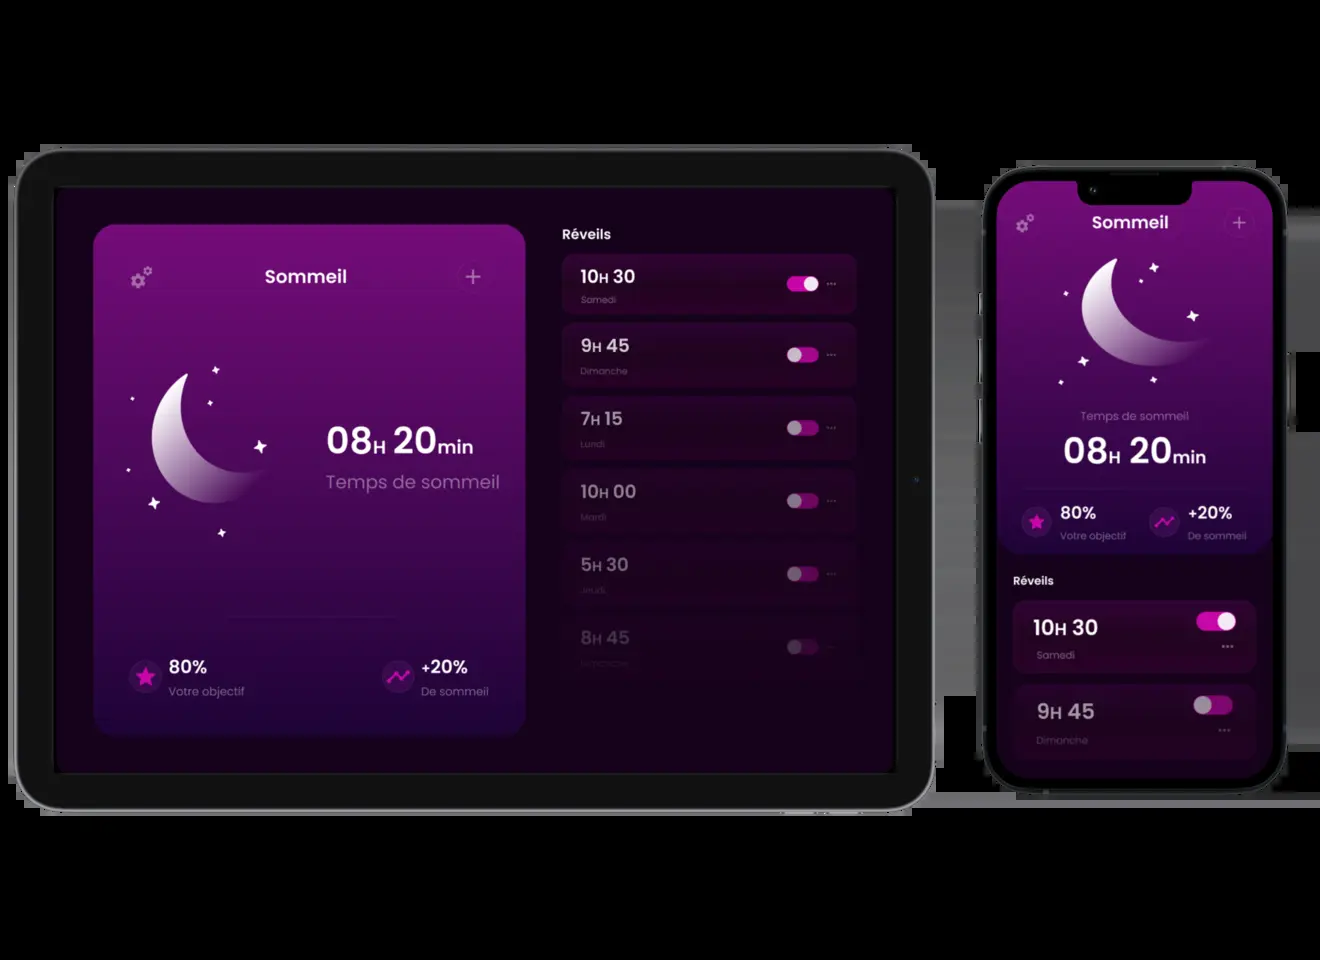 Sommeil
08H 20min
Temps de sommeil
80%
Votre objectif
+20%
De sommeil
Réveils
10H 30
Samedi
9H 45
Dimanche
7H 15
Lundi
10H 00
Mardi
5H 30
Jeudi
8H 45
Sommeil
Temps de sommeil
08H 20min
80%
Votre objectif
+20%
De sommeil
Réveils
10H 30
Samedi
9H 45
Dimanche